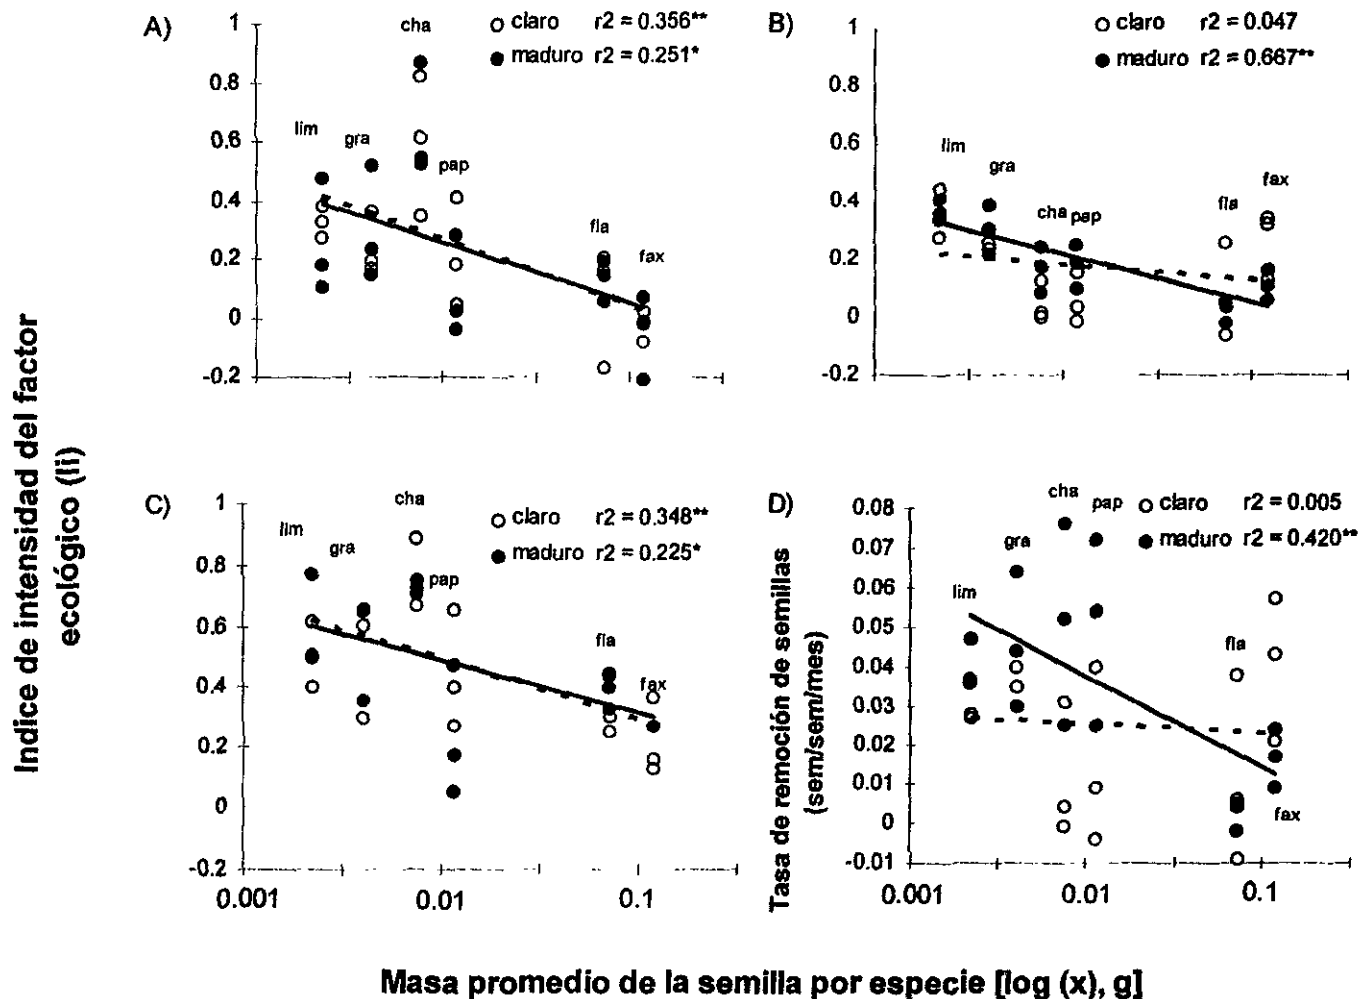 Indice de intensidad del factor
ecológico (Ii)
A)
cha
claro r2 = 0.356**
maduro r2 = 0.251*
lim
gra
pap
fla
fax
1
0.8
0.6
0.4
0.2
0
-0.2
B)
claro r2 = 0.047
maduro r2 = 0.667**
lim
gra
cha
pap
fla
fax
1
0.8
0.6
0.4
0.2
0
-0.2
C)
cha
claro r2 = 0.348**
maduro r2 = 0.225*
lim
gra
pap
fla
fax
1
0.8
0.6
0.4
0.2
0
-0.2
0.001
0.01
0.1
D)
cha
pap
claro r2 = 0.005
maduro r2 = 0.420**
gra
lim
fla
fax
0.08
0.07
0.06
0.05
0.04
0.03
0.02
0.01
0
-0.01
Tasa de remoción de semillas
(sem/sem/mes)
0.001
0.01
0.1
Masa promedio de la semilla por especie [log (x), g]